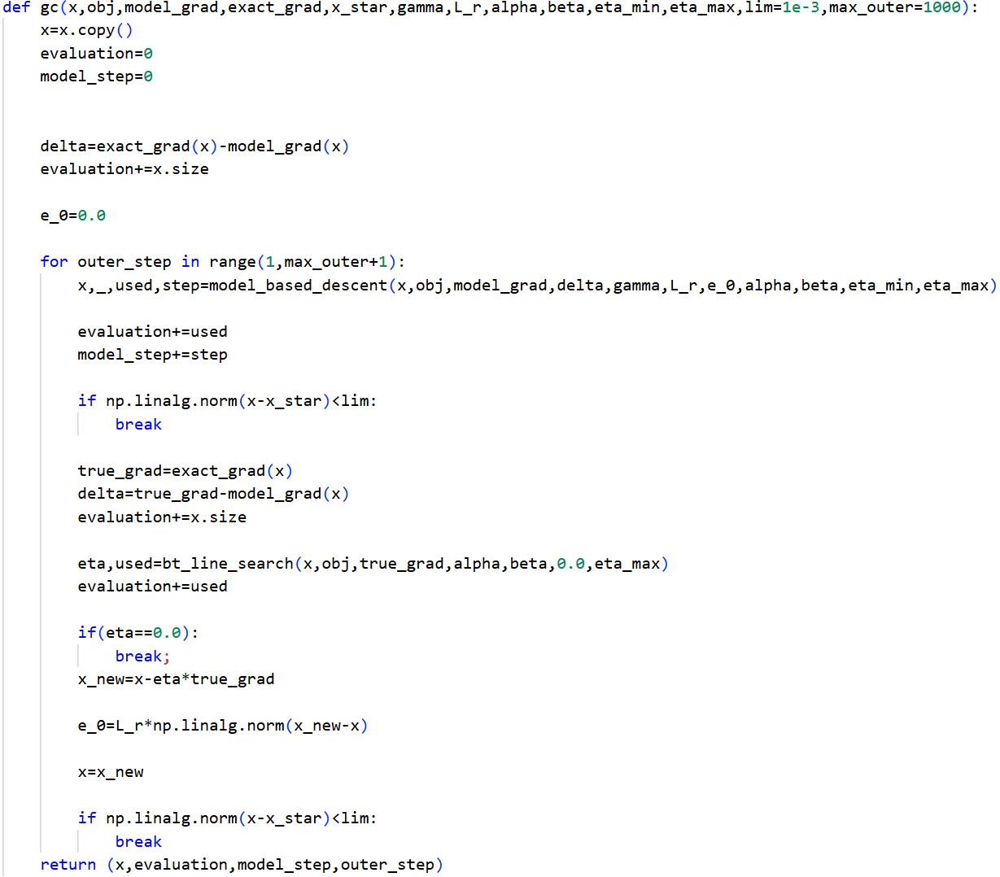 def gc(x,obj,model_grad,exact_grad,x_star,gamma,L_r,alpha,beta,eta_min,eta_max,lim=1e-3,max_outer=1000):
    x=x.copy()
    evaluation=0
    model_step=0
    delta=exact_grad(x)-model_grad(x)
    evaluation+=x.size
    e_0=0.0
    for outer_step in range(1,max_outer+1):
        x,_,used,step=model_based_descent(x,obj,model_grad,delta,gamma,L_r,e_0,alpha,beta,eta_min,eta_max)
        evaluation+=used
        model_step+=step
        if np.linalg.norm(x-x_star)<lim:
            break
        true_grad=exact_grad(x)
        delta=true_grad-model_grad(x)
        evaluation+=x.size
        eta,used=bt_line_search(x,obj,true_grad,alpha,beta,0.0,eta_max)
        evaluation+=used
        if(eta==0.0):
            break;
        x_new=x-eta*true_grad
        e_0=L_r*np.linalg.norm(x_new-x)
        x=x_new
        if np.linalg.norm(x-x_star)<lim:
            break
    return (x,evaluation,model_step,outer_step)